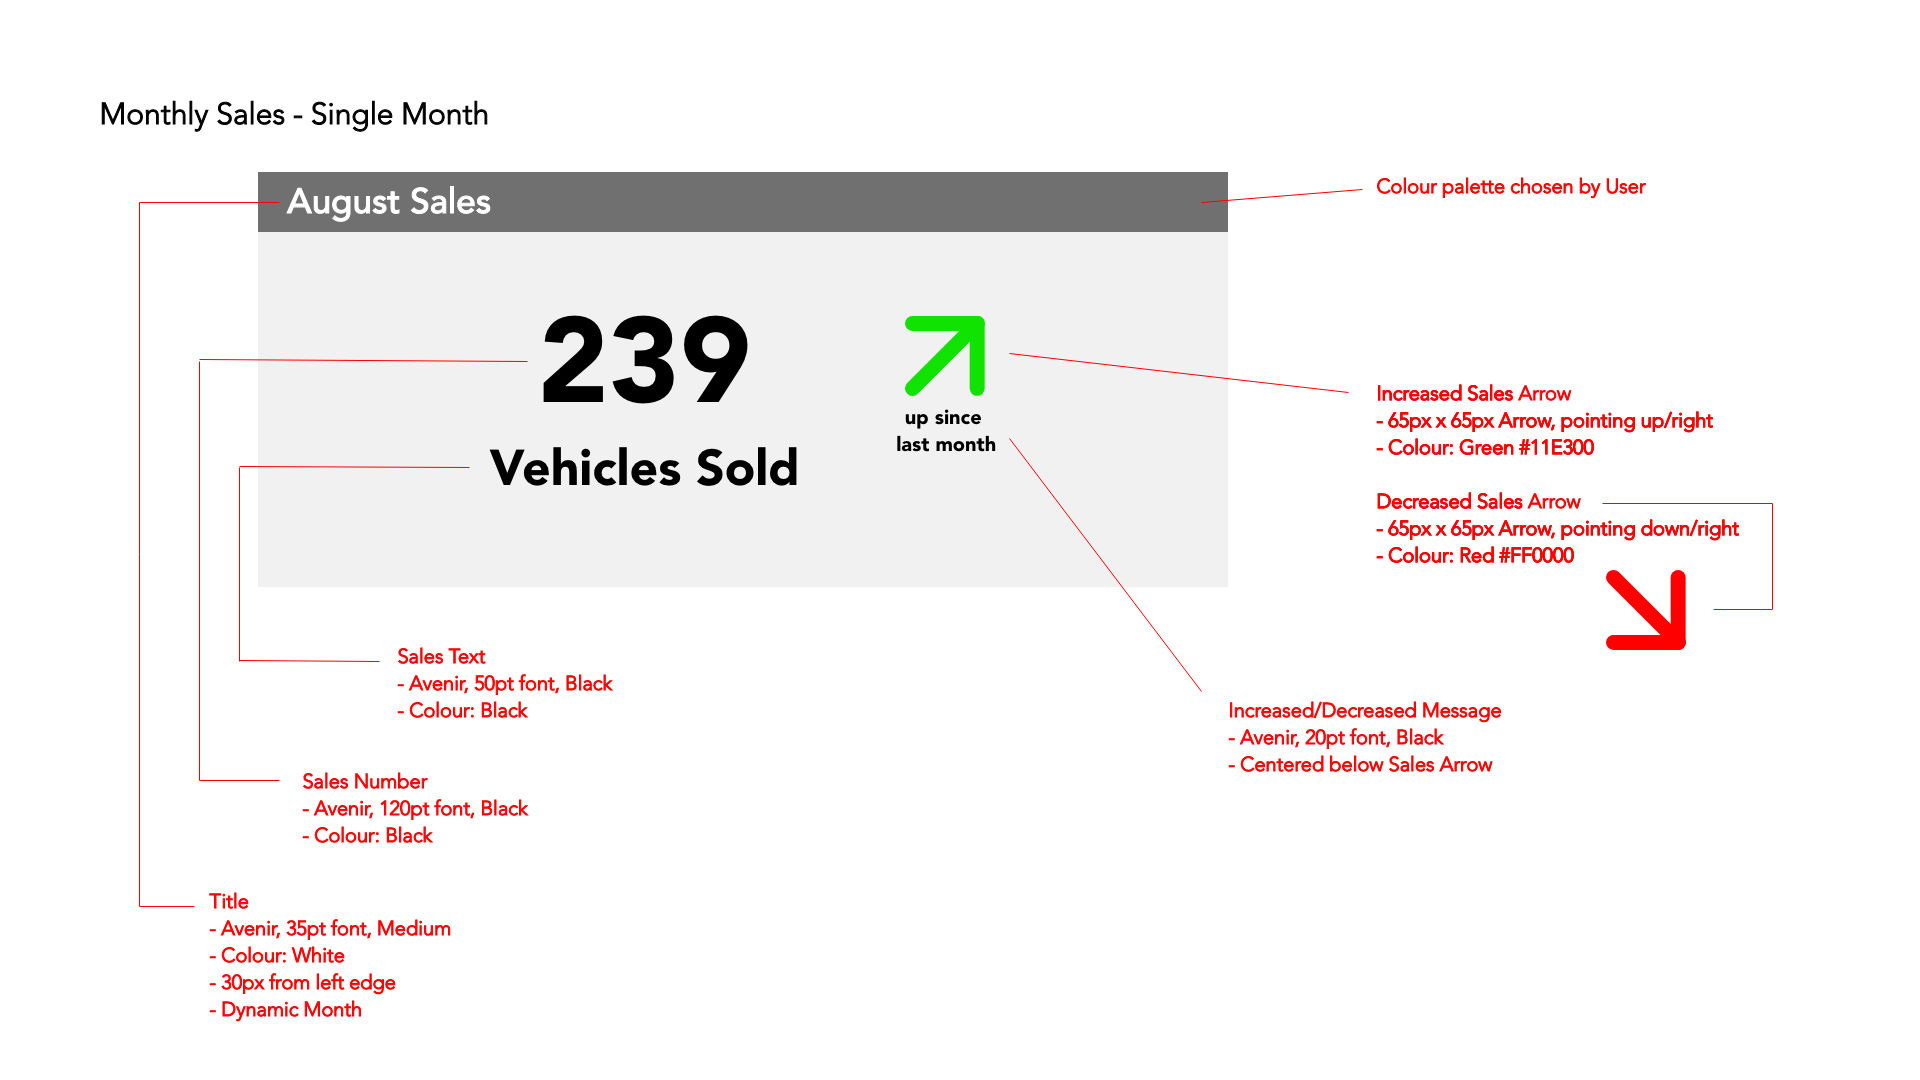 Monthly Sales - Single Month
August Sales
Colour palette chosen by User
239
Vehicles Sold
up since
last month
Increased Sales Arrow
- 65px x 65px Arrow, pointing up/right
- Colour: Green #11E300
Decreased Sales Arrow
- 65px x 65px Arrow, pointing down/right
- Colour: Red #FF0000
Sales Text
- Avenir, 50pt font, Black
- Colour: Black
Increased/Decreased Message
- Avenir, 20pt font, Black
- Centered below Sales Arrow
Sales Number
- Avenir, 120pt font, Black
- Colour: Black
Title
- Avenir, 35pt font, Medium
- Colour: White
- 30px from left edge
- Dynamic Month